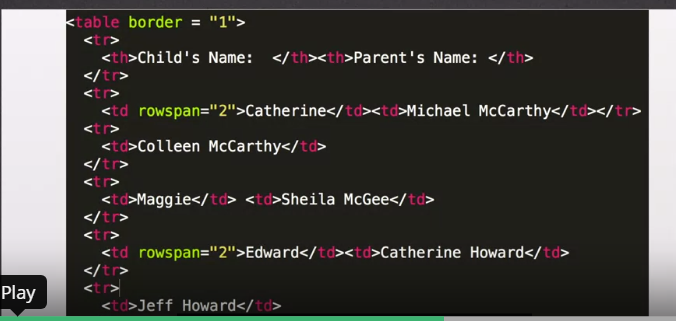 <table border = "1">
<tr>
<th>Child's Name:  </th><th>Parent's Name: </th>
</tr>
<tr>
<td rowspan="2">Catherine</td><td>Michael McCarthy</td></tr>
<tr>
<td>Colleen McCarthy</td>
</tr>
<tr>
<td>Maggie</td> <td>Sheila McGee</td>
</tr>
<tr>
<td rowspan="2">Edward</td><td>Catherine Howard</td>
</tr>
<tr>
<td>Jeff Howard</td>
Play